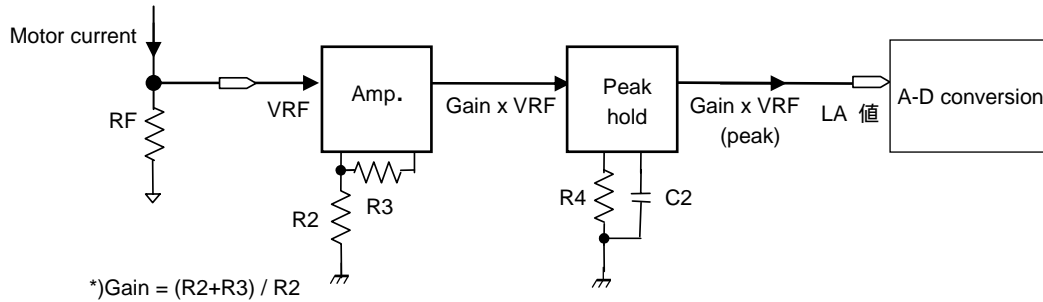 Motor current
RF
VRF
Amp.
R3
R2
Gain x VRF
Peak
hold
R4
C2
Gain x VRF
(peak)
LA 値
A-D conversion
*)Gain = (R2+R3) / R2